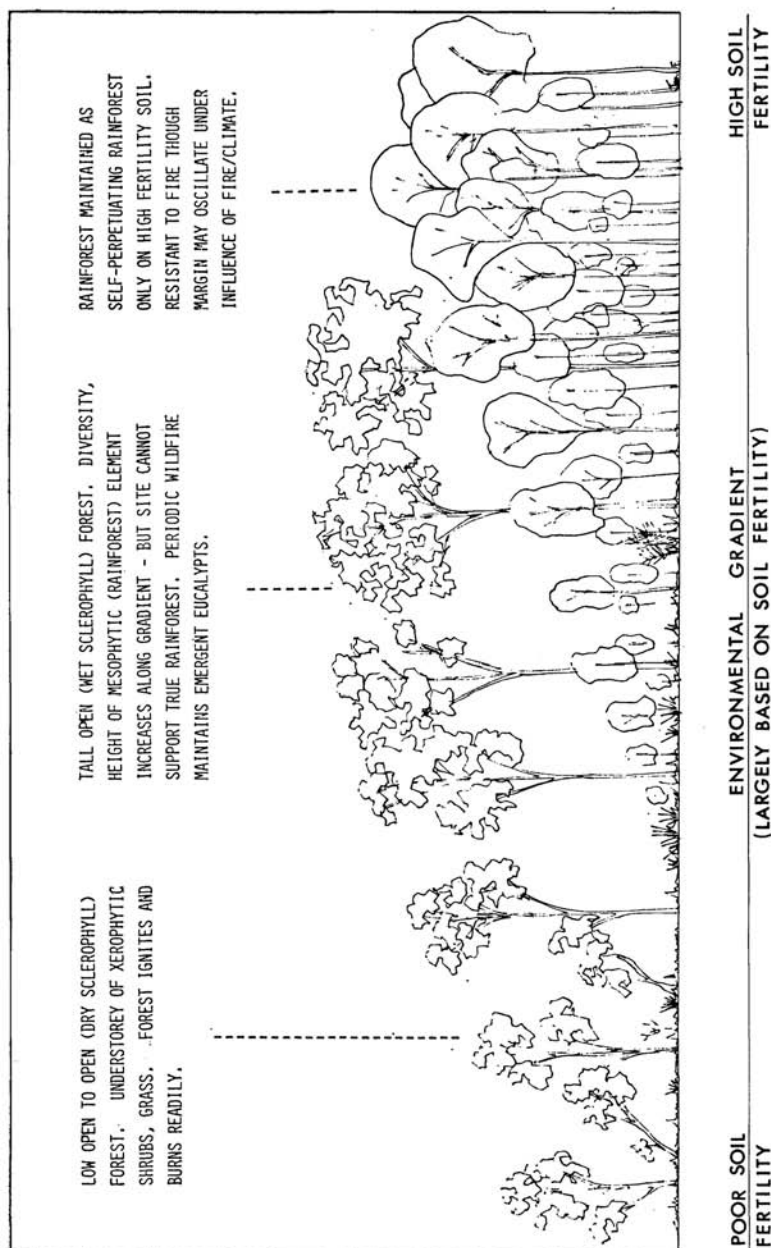 LOW OPEN TO OPEN (DRY SCLEROPHYLL)
FOREST. UNDERSTOREY OF XEROPHYTIC
SHRUBS, GRASS. FOREST IGNITES AND
BURNS READILY.
TALL OPEN (WET SCLEROPHYLL) FOREST. DIVERSITY,
HEIGHT OF MESOPHYTIC (RAINFOREST) ELEMENT
INCREASES ALONG GRADIENT - BUT SITE CANNOT
SUPPORT TRUE RAINFOREST. PERIODIC WILDFIRE
MAINTAINS EMERGENT EUCALYPTS.
RAINFOREST MAINTAINED AS
SELF-PERPETUATING RAINFOREST
ONLY ON HIGH FERTILITY SOIL.
RESISTANT TO FIRE THOUGH
MARGIN MAY OSCILLATE UNDER
INFLUENCE OF FIRE/CLIMATE.
POOR SOIL
FERTILITY
ENVIRONMENTAL GRADIENT
(LARGELY BASED ON SOIL FERTILITY)
HIGH SOIL
FERTILITY